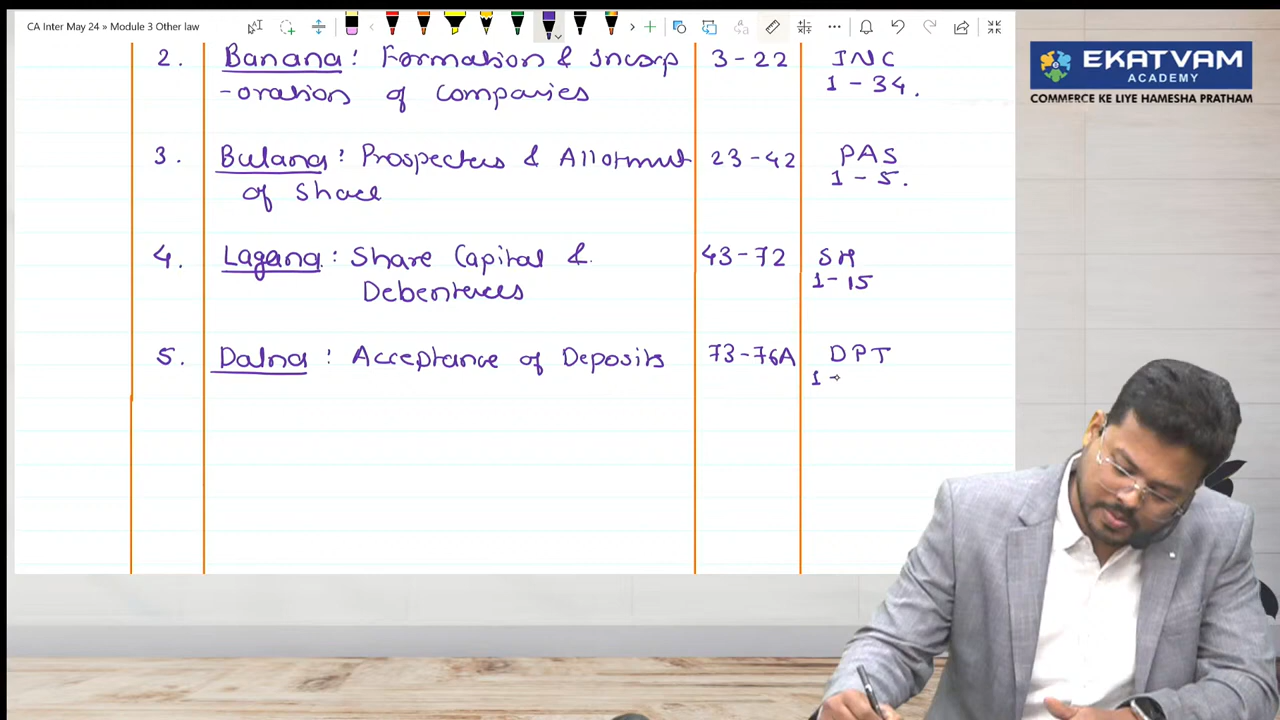 CA Inter May 24 » Module 3 Other law
EKATVAM
ACADEMY
COMMERCE KE LIYE HAMESHA PRATHAM
2. Banana : Formation & Incorp 3-22 INC
-oration of Companies 1-34.
3. Bulana : Prospectus & Allotment 23-42 PAS
of Share 1-5.
4. Lagana : Share Capital & 43-72 SH
Debentures 1-15
5. Dalna : Acceptance of Deposits 73-76A DPT
1-